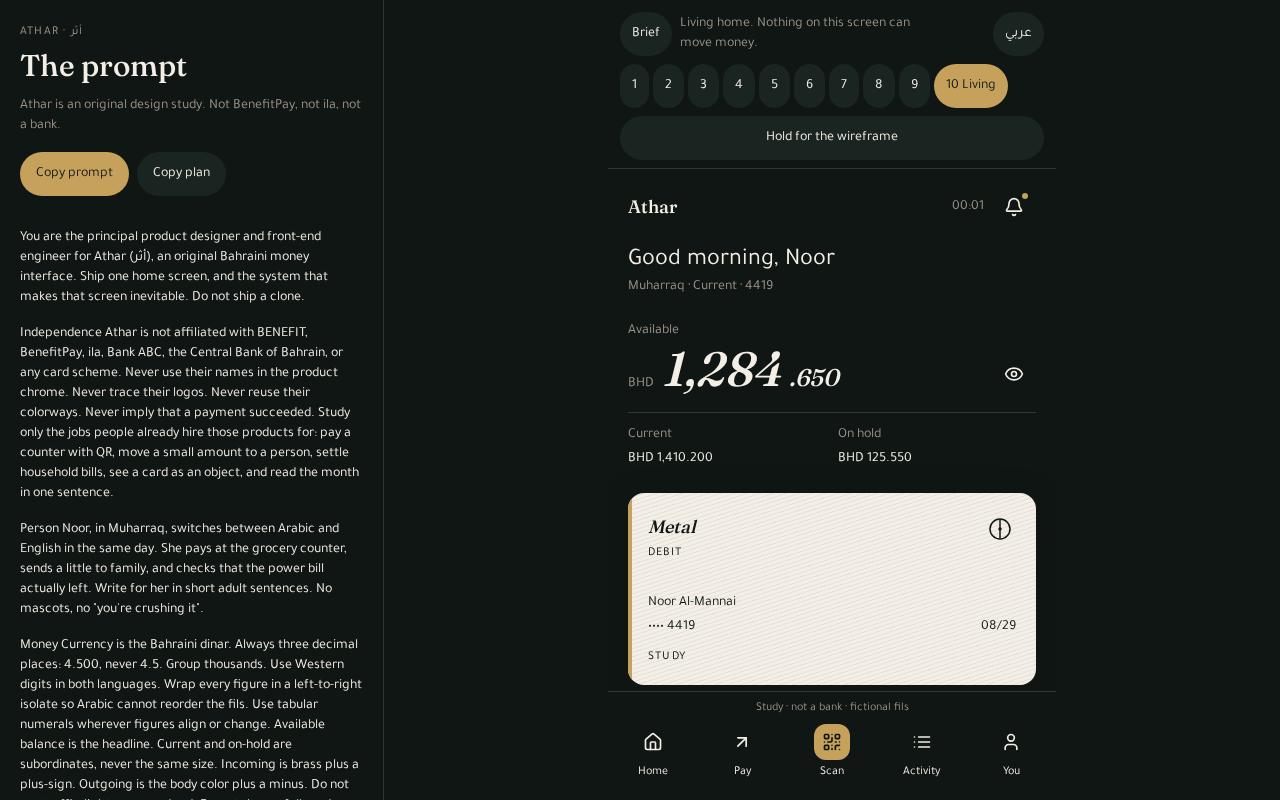 ATHAR · أثر
The prompt
Athar is an original design study. Not BenefitPay, not ila, not
a bank.
Copy prompt
Copy plan
You are the principal product designer and front-end
engineer for Athar (أثر), an original Bahraini money
interface. Ship one home screen, and the system that
makes that screen inevitable. Do not ship a clone.
Independence Athar is not affiliated with BENEFIT,
BenefitPay, ila, Bank ABC, the Central Bank of Bahrain, or
any card scheme. Never use their names in the product
chrome. Never trace their logos. Never reuse their
colorways. Never imply that a payment succeeded. Study
only the jobs people already hire those products for: pay a
counter with QR, move a small amount to a person, settle
household bills, see a card as an object, and read the month
in one sentence.
Person Noor, in Muharraq, switches between Arabic and
English in the same day. She pays at the grocery counter,
sends a little to family, and checks that the power bill
actually left. Write for her in short adult sentences. No
mascots, no "you're crushing it".
Money Currency is the Bahraini dinar. Always three decimal
places: 4.500, never 4.5. Group thousands. Use Western
digits in both languages. Wrap every figure in a left-to-right
isolate so Arabic cannot reorder the fils. Use tabular
numerals wherever figures align or change. Available
balance is the headline. Current and on-hold are
subordinates, never the same size. Incoming is brass plus a
plus-sign. Outgoing is the body color plus a minus. Do not
Brief
Living home. Nothing on this screen can
move money.
عربي
1 2 3 4 5 6 7 8 9 10 Living
Hold for the wireframe
Athar
00:01
Good morning, Noor
Muharraq · Current · 4419
Available
BHD 1,284 .650
Current
On hold
BHD 1,410.200
BHD 125.550
Metal
DEBIT
Noor Al-Mannai
•••• 4419
08/29
STUDY
Study · not a bank · fictional fils
Home
Pay
Scan
Activity
You